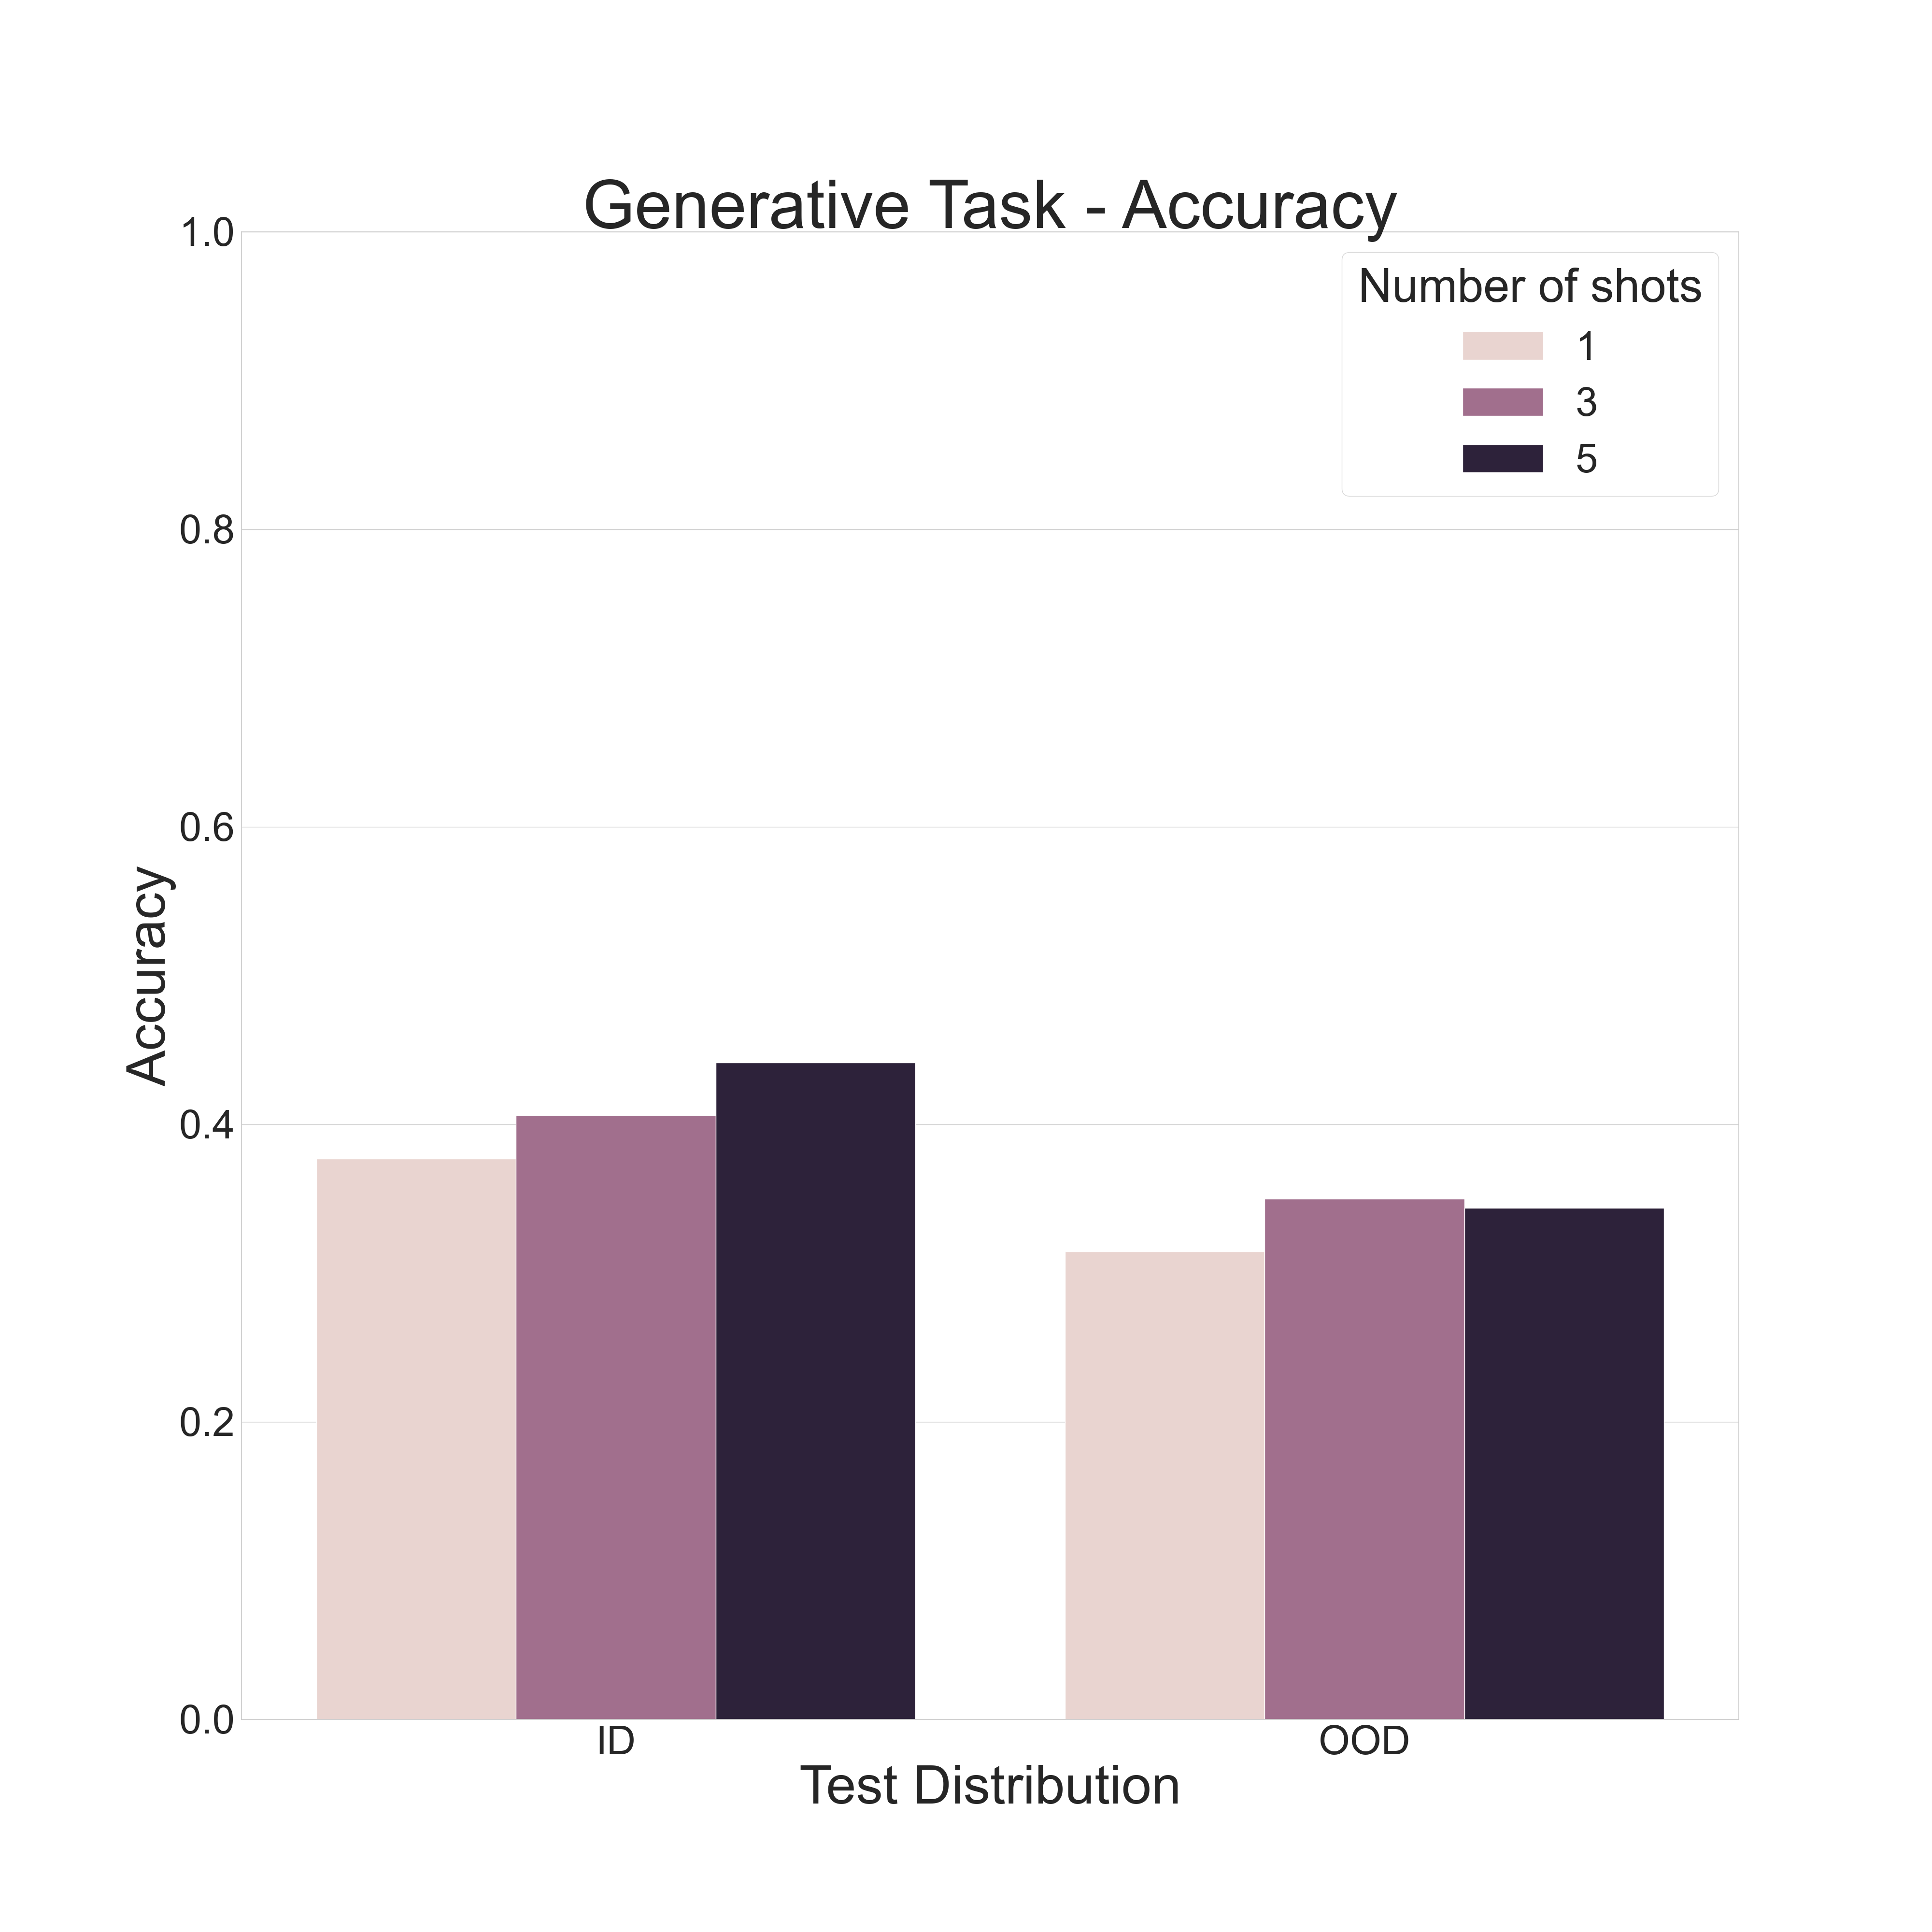 Generative Task - Accuracy
Number of shots
1
3
5
1.0
0.8
0.6
0.4
0.2
0.0
Accuracy
ID
OOD
Test Distribution